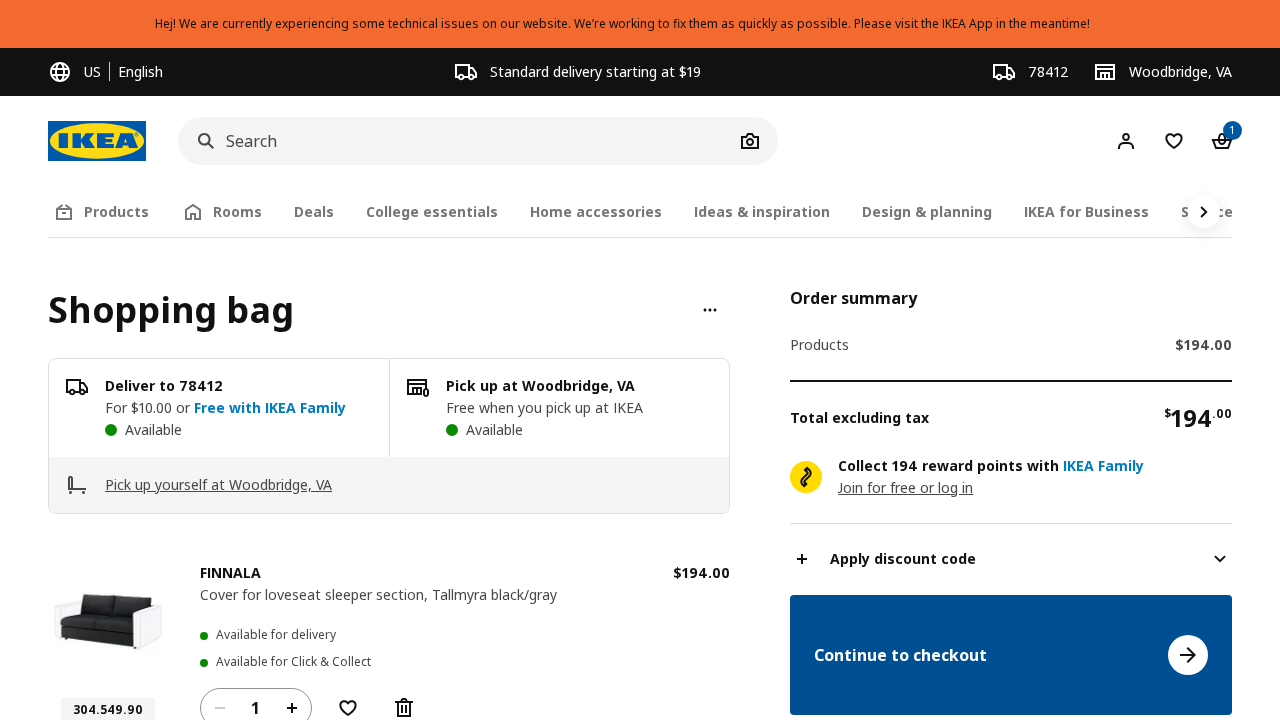 Hej! We are currently experiencing some technical issues on our website. We’re working to fix them as quickly as possible. Please visit the IKEA App in the meantime!
US English
Standard delivery starting at $19
78412
Woodbridge, VA
IKEA
Search
1
Products
Rooms
Deals
College essentials
Home accessories
Ideas & inspiration
Design & planning
IKEA for Business
Shopping bag
Deliver to 78412
For $10.00 or Free with IKEA Family
Available
Pick up at Woodbridge, VA
Free when you pick up at IKEA
Available
Pick up yourself at Woodbridge, VA
FINNALA
$194.00
Cover for loveseat sleeper section, Tallmyra black/gray
Available for delivery
Available for Click & Collect
304.549.90
1
Order summary
Products
$194.00
Total excluding tax
$194.00
Collect 194 reward points with IKEA Family
Join for free or log in
Apply discount code
Continue to checkout